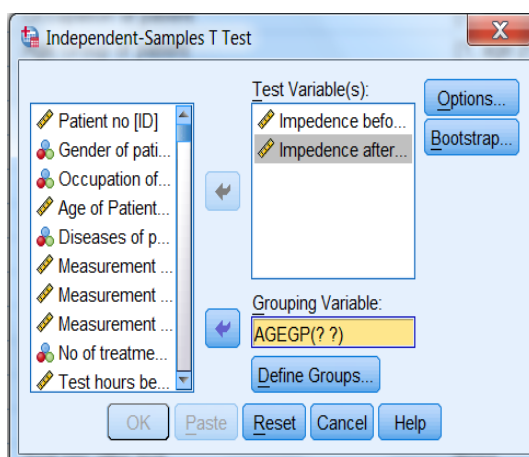 Independent-Samples T Test
Test Variable(s):
Patient no [ID]
Gender of pati...
Occupation of...
Age of Patient...
Diseases of p...
Measurement ...
Measurement ...
Measurement ...
No of treatme...
Test hours be...
Impedence befo...
Impedence after...
Options...
Bootstrap...
Grouping Variable:
AGEGP(? ?)
Define Groups...
OK Paste Reset Cancel Help